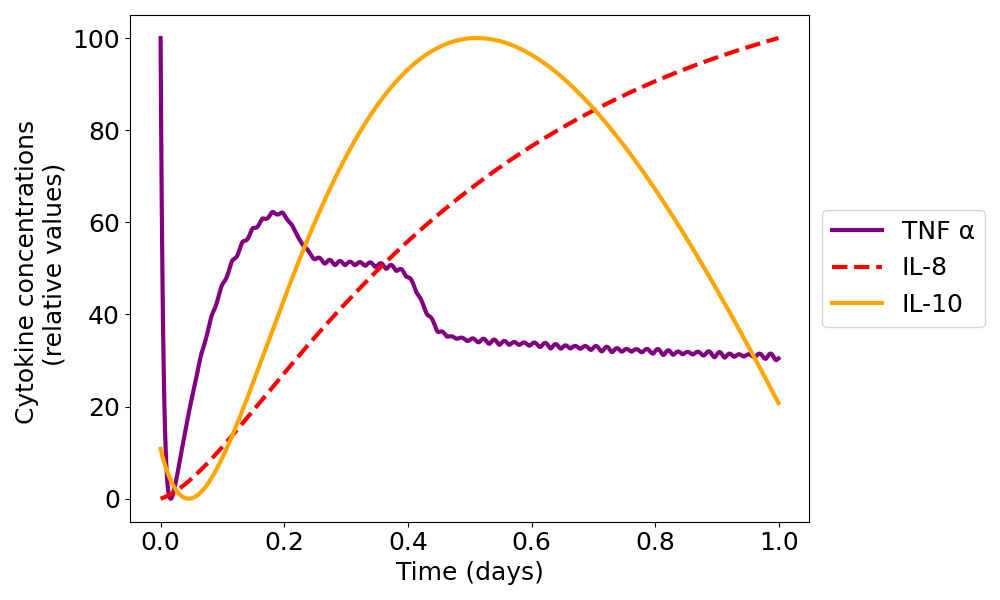 Cytokine concentrations
(relative values)
100
80
60
40
20
0
0.0 0.2 0.4 0.6 0.8 1.0
Time (days)
TNF α
IL-8
IL-10